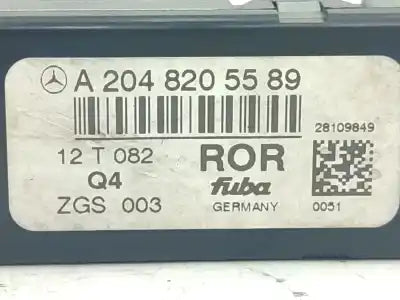 A 204 820 55 89
28109849
12 T 082
ROR
Q4
fuba
ZGS 003
GERMANY
0051